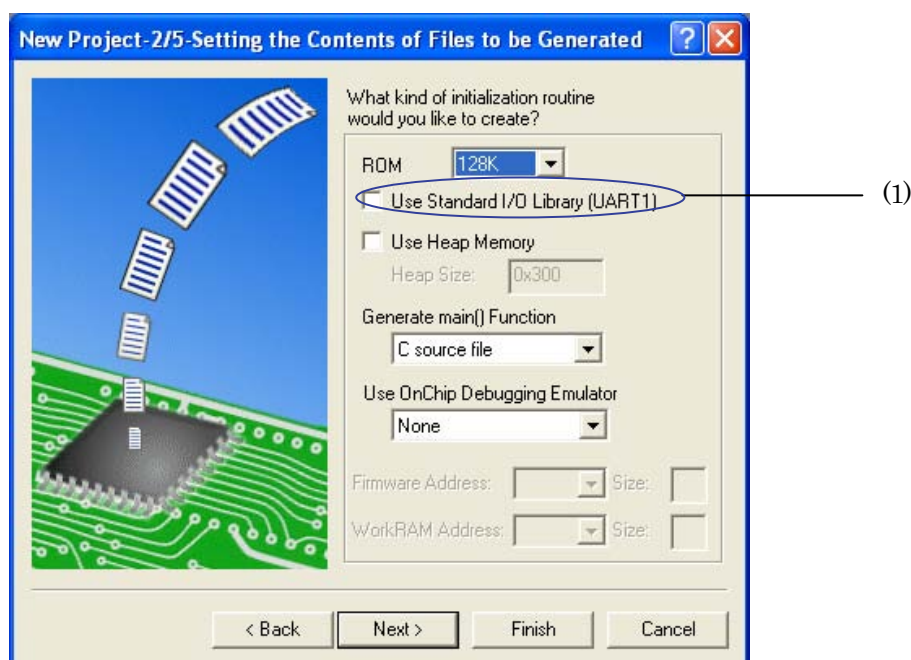 New Project-2/5-Setting the Contents of Files to be Generated
What kind of initialization routine
would you like to create?
ROM 128K
Use Standard I/O Library (UART1)
(1)
Use Heap Memory
Heap Size: 0x300
Generate main() Function
C source file
Use OnChip Debugging Emulator
None
Firmware Address: Size:
WorkRAM Address: Size:
< Back Next > Finish Cancel